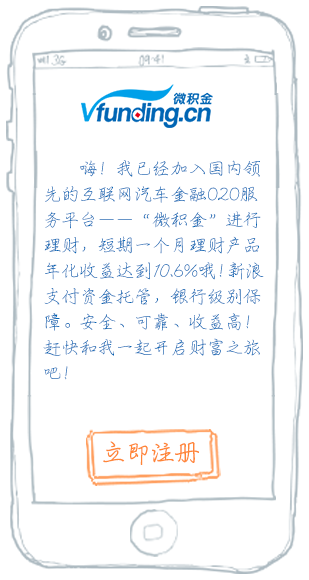 3G 09:41
微积金
Vfunding.cn
嗨！我已经加入国内领
先的互联网汽车金融O2O服
务平台——“微积金”进行
理财，短期一个月理财产品
年化收益达到10.6%哦！新浪
支付资金托管，银行级别保
障。安全、可靠、收益高！
赶快和我一起开启财富之旅
吧！
立即注册